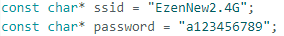 const char* ssid = "EzenNew2.4G";
const char* password = "a123456789";